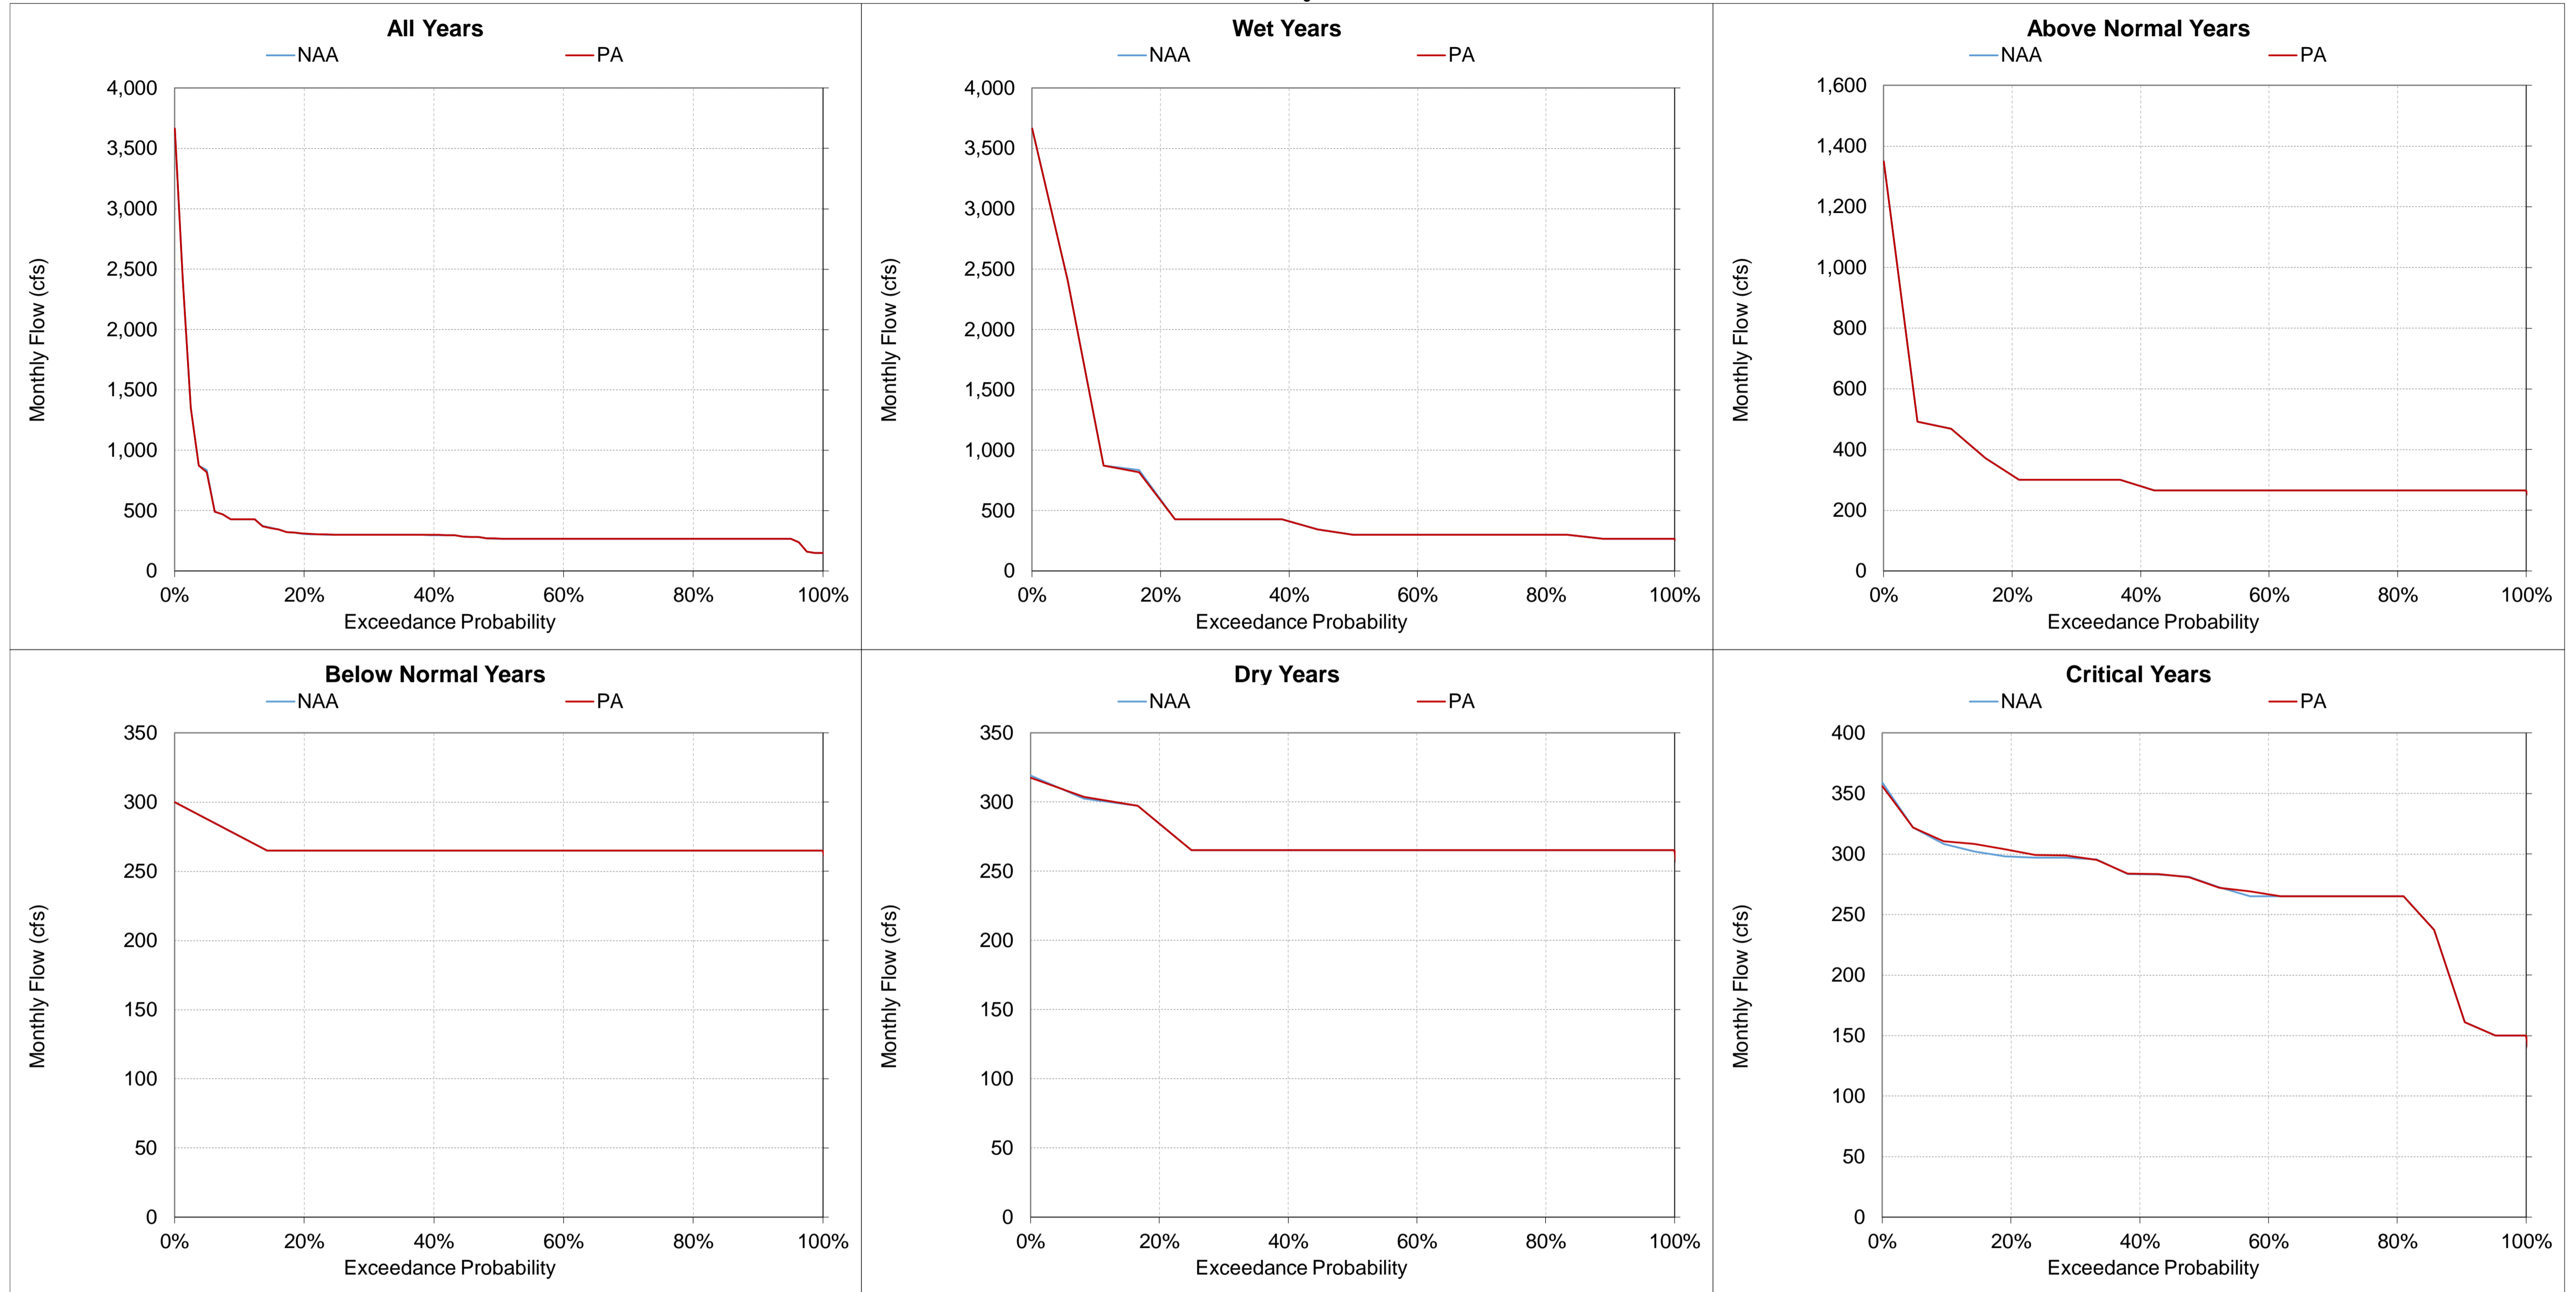 All Years
NAA PA
4,000
3,500
3,000
2,500
2,000
1,500
1,000
500
0
Monthly Flow (cfs)
0% 20% 40% 60% 80% 100%
Exceedance Probability
Wet Years
NAA PA
4,000
3,500
3,000
2,500
2,000
1,500
1,000
500
0
Monthly Flow (cfs)
0% 20% 40% 60% 80% 100%
Exceedance Probability
Above Normal Years
NAA PA
1,600
1,400
1,200
1,000
800
600
400
200
0
Monthly Flow (cfs)
0% 20% 40% 60% 80% 100%
Exceedance Probability
Below Normal Years
NAA PA
350
300
250
200
150
100
50
0
Monthly Flow (cfs)
0% 20% 40% 60% 80% 100%
Exceedance Probability
Dry Years
NAA PA
350
300
250
200
150
100
50
0
Monthly Flow (cfs)
0% 20% 40% 60% 80% 100%
Exceedance Probability
Critical Years
NAA PA
400
350
300
250
200
150
100
50
0
Monthly Flow (cfs)
0% 20% 40% 60% 80% 100%
Exceedance Probability